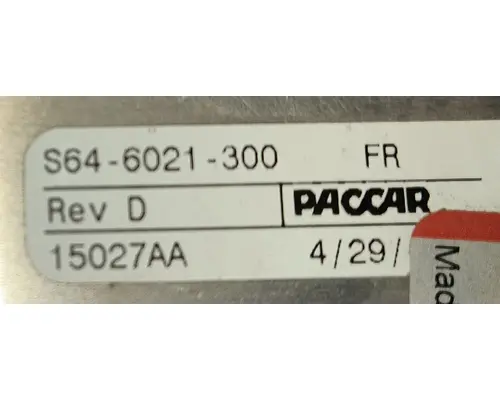 S64-6021-300 FR
Rev D PACCAR
15027AA 4/29/
Mad